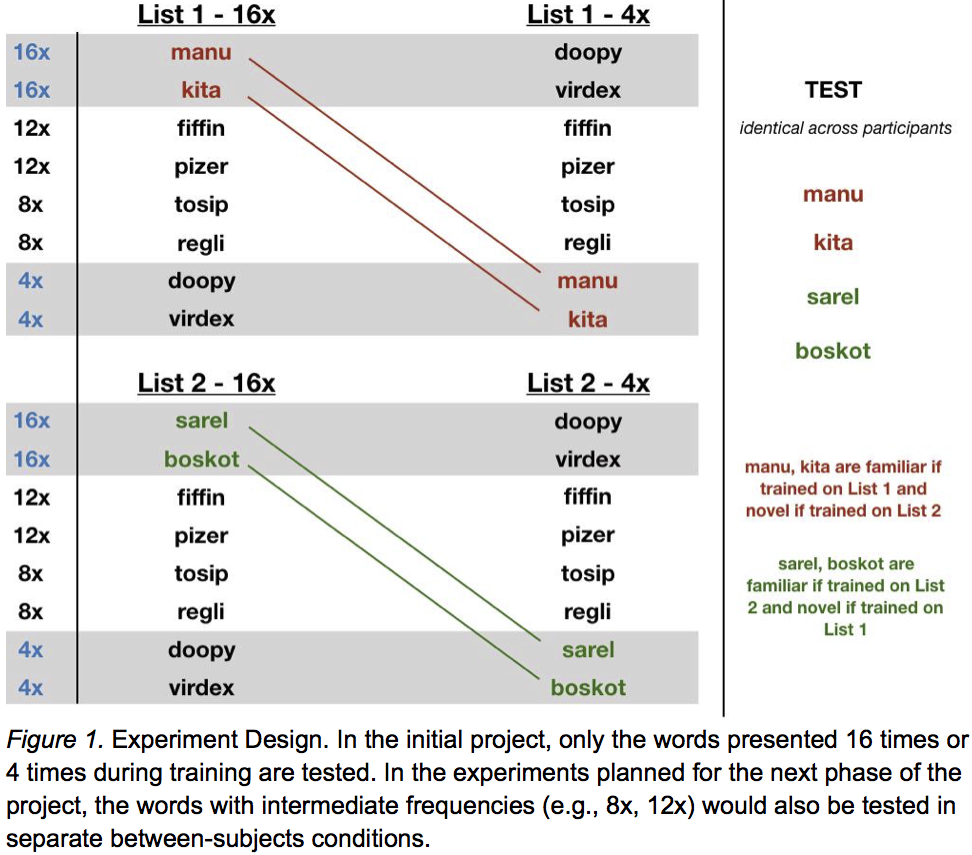 List 1 - 16x List 1 - 4x
16x manu doopy
16x kita virdex
12x fiffin fiffin
12x pizer pizer
8x tosip tosip
8x regli regli
4x doopy manu
4x virdex kita
List 2 - 16x List 2 - 4x
16x sarel doopy
16x boskot virdex
12x fiffin fiffin
12x pizer pizer
8x tosip tosip
8x regli regli
4x doopy sarel
4x virdex boskot
TEST
identical across participants
manu
kita
sarel
boskot
manu, kita are familiar if
trained on List 1 and
novel if trained on List 2
sarel, boskot are
familiar if trained on List
2 and novel if trained on
List 1
Figure 1. Experiment Design. In the initial project, only the words presented 16 times or
4 times during training are tested. In the experiments planned for the next phase of the
project, the words with intermediate frequencies (e.g., 8x, 12x) would also be tested in
separate between-subjects conditions.